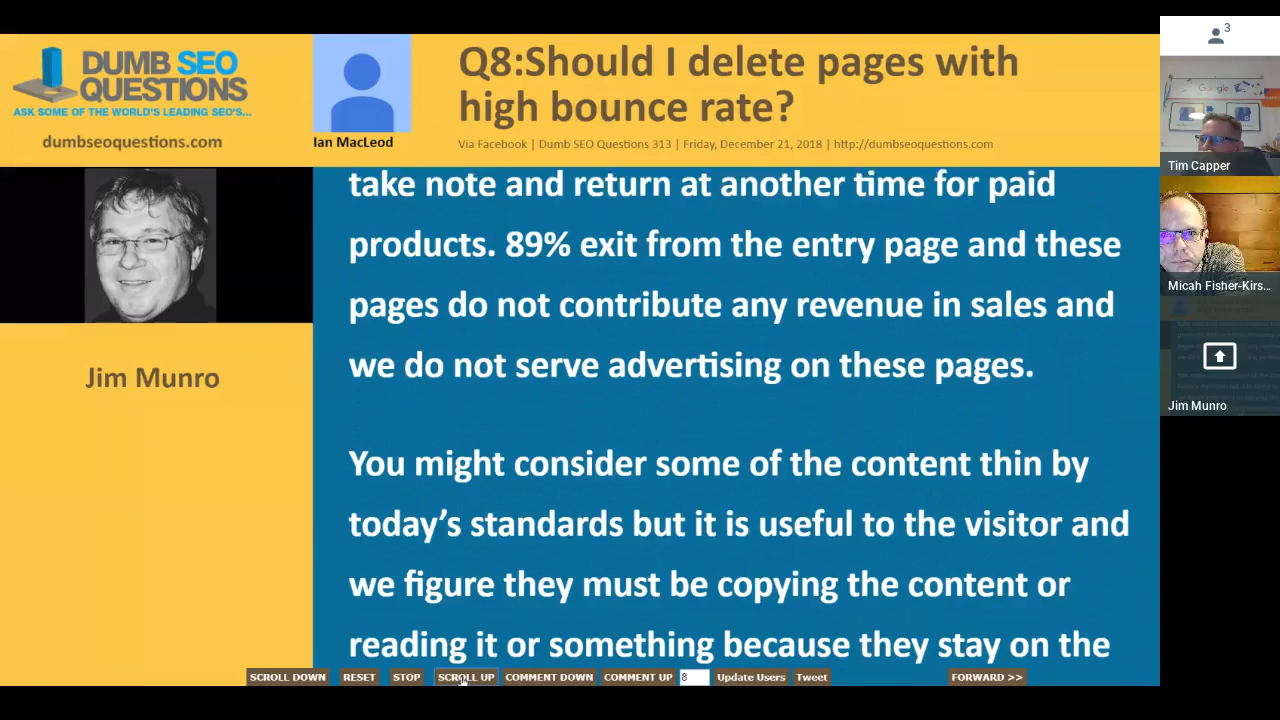 DUMB SEO
QUESTIONS
ASK SOME OF THE WORLD'S LEADING SEO'S...
dumbseoquestions.com
Ian MacLeod
Q8:Should I delete pages with
high bounce rate?
Via Facebook | Dumb SEO Questions 313 | Friday, December 21, 2018 | http://dumbseoquestions.com
Jim Munro
take note and return at another time for paid
products. 89% exit from the entry page and these
pages do not contribute any revenue in sales and
we do not serve advertising on these pages.
You might consider some of the content thin by
today’s standards but it is useful to the visitor and
we figure they must be copying the content or
reading it or something because they stay on the
SCROLL DOWN
RESET
STOP
SCROLL UP
COMMENT DOWN
COMMENT UP
8
Update Users
Tweet
FORWARD >>
3
Google
Tim Capper
Micah Fisher-Kirs...
Jim Munro